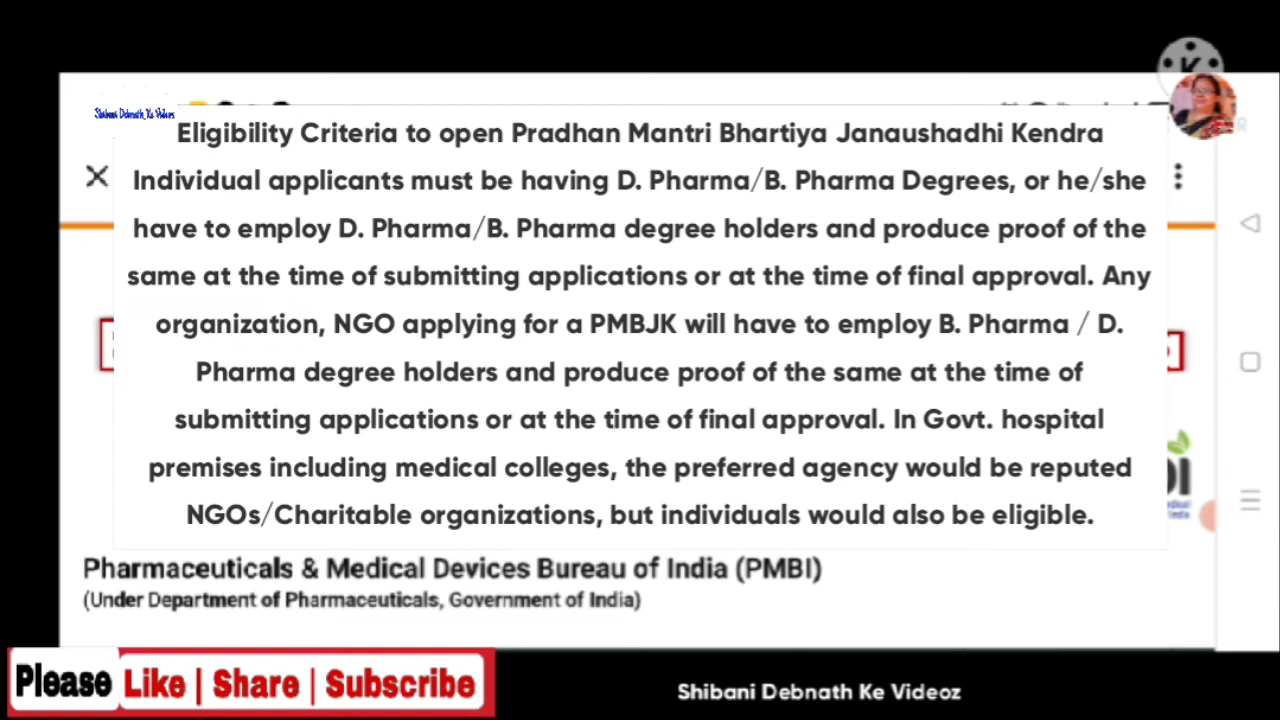 Shibani Debnath Ke Videos
Eligibility Criteria to open Pradhan Mantri Bhartiya Janaushadhi Kendra
Individual applicants must be having D. Pharma/B. Pharma Degrees, or he/she
have to employ D. Pharma/B. Pharma degree holders and produce proof of the
same at the time of submitting applications or at the time of final approval. Any
organization, NGO applying for a PMBJK will have to employ B. Pharma / D.
Pharma degree holders and produce proof of the same at the time of
submitting applications or at the time of final approval. In Govt. hospital
premises including medical colleges, the preferred agency would be reputed
NGOs/Charitable organizations, but individuals would also be eligible.
Pharmaceuticals & Medical Devices Bureau of India (PMBI)
(Under Department of Pharmaceuticals, Government of India)
Please Like | Share | Subscribe
Shibani Debnath Ke Videoz